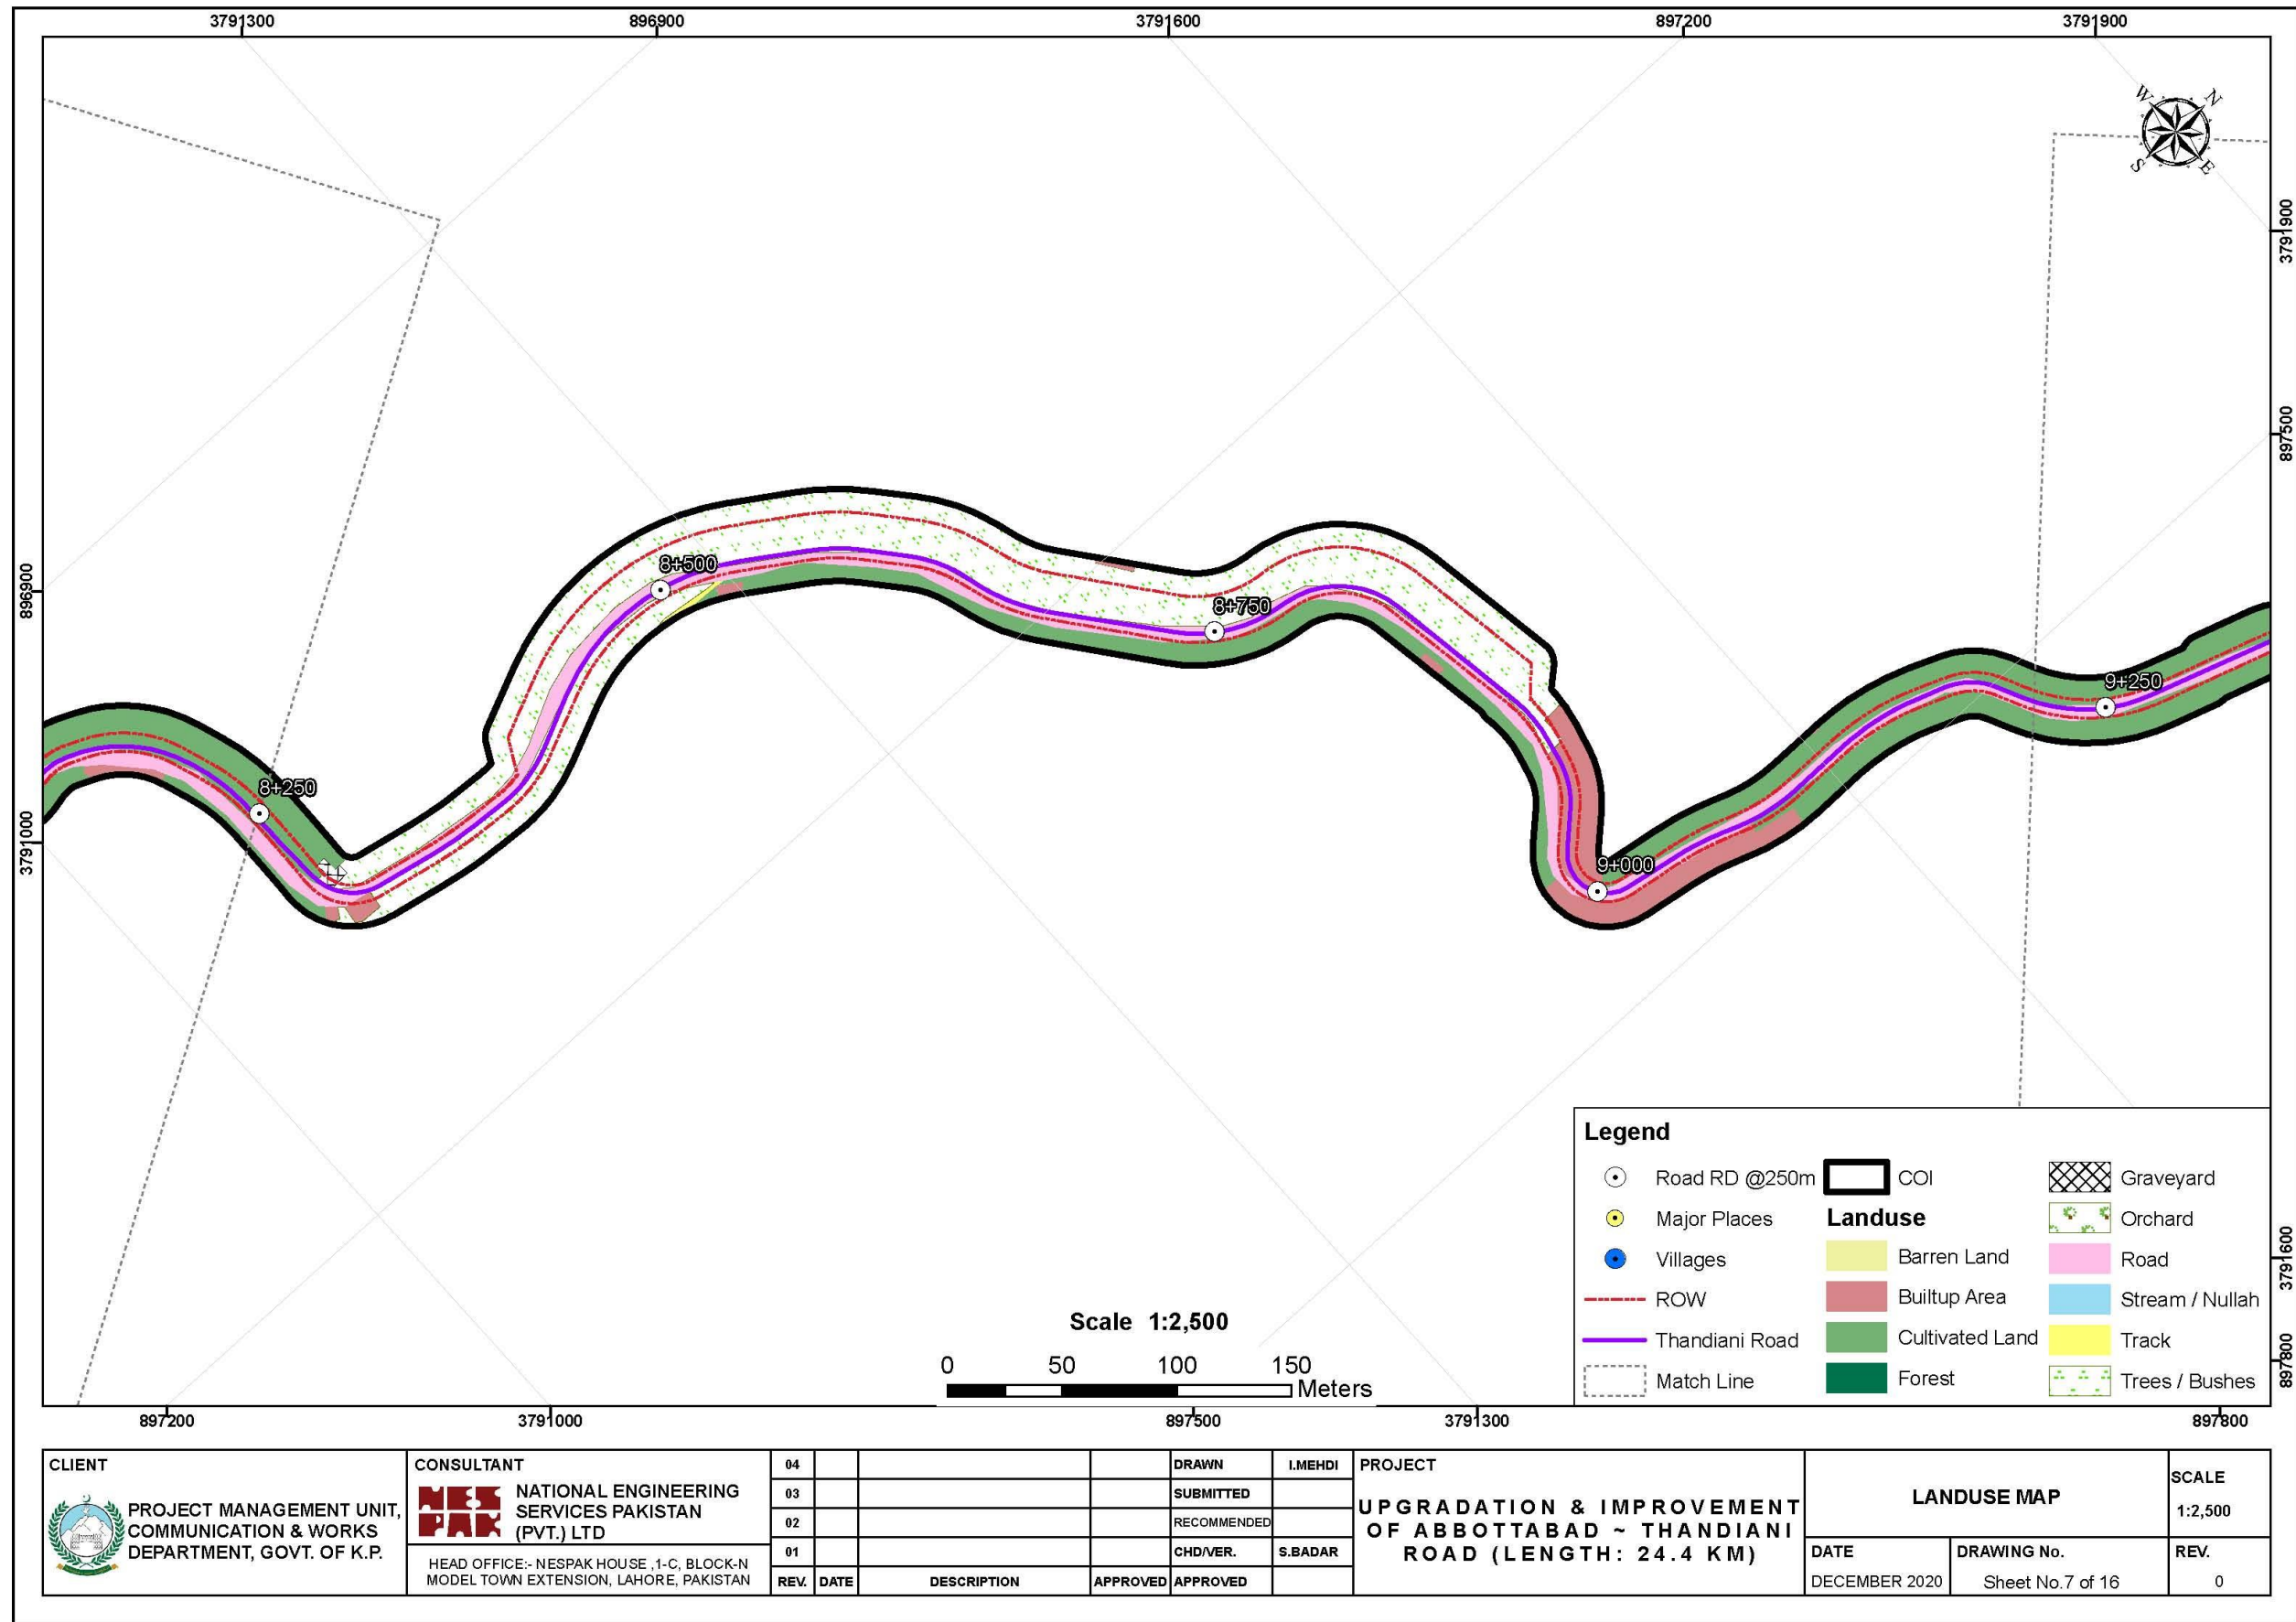 3791300 896900 3791600 897200 3791900
W N
S E
3791900
897500
896800
3791000
3791600
897800
8+500
8+750
8+250
9+250
9+000
Legend
Road RD @250m
Major Places
Villages
ROW
Thandiani Road
Match Line
COI
Landuse
Barren Land
Builtup Area
Cultivated Land
Forest
Graveyard
Orchard
Road
Stream / Nullah
Track
Trees / Bushes
Scale 1:2,500
0 50 100 150
Meters
897200 3791000 897500 3791300 897800
CLIENT
PROJECT MANAGEMENT UNIT,
COMMUNICATION & WORKS
DEPARTMENT, GOVT. OF K.P.
CONSULTANT
NES
PAK
NATIONAL ENGINEERING
SERVICES PAKISTAN
(PVT.) LTD
HEAD OFFICE:- NESPAK HOUSE ,1-C, BLOCK-N
MODEL TOWN EXTENSION, LAHORE, PAKISTAN
04 DRAWN I.MEHDI
03 SUBMITTED
02 RECOMMENDED
01 CHD/VER. S.BADAR
REV. DATE DESCRIPTION APPROVED APPROVED
PROJECT
UPGRADATION & IMPROVEMENT
OF ABBOTTABAD ~ THANDIANI
ROAD (LENGTH: 24.4 KM)
LANDUSE MAP
SCALE
1:2,500
DATE
DECEMBER 2020
DRAWING No.
Sheet No.7 of 16
REV.
0